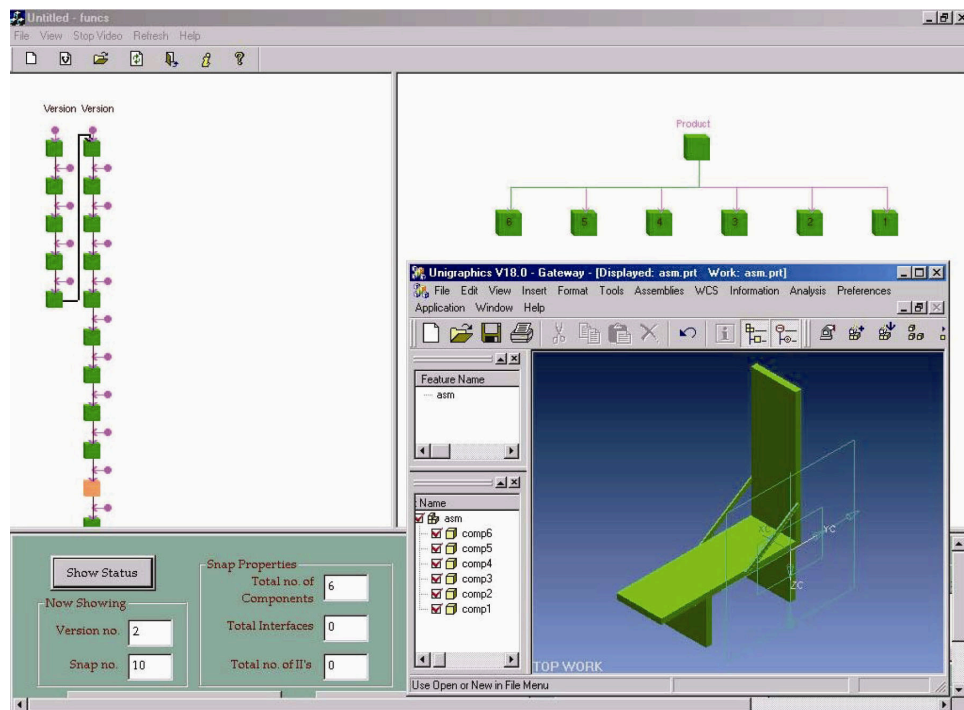 Untitled - funcs
File View Stop Video Refresh Help
Version Version
Product
6 5 4 3 2 1
Unigraphics V18.0 - Gateway - [Displayed: asm.prt Work: asm.prt]
File Edit View Insert Format Tools Assemblies WCS Information Analysis Preferences
Application Window Help
Feature Name
asm
Name
asm
comp6
comp5
comp4
comp3
comp2
comp1
YC
ZC
TOP WORK
Use Open or New in File Menu
Show Status
Now Showing
Version no. 2
Snap no. 10
Snap Properties
Total no. of
Components 6
Total Interfaces 0
Total no. of II's 0